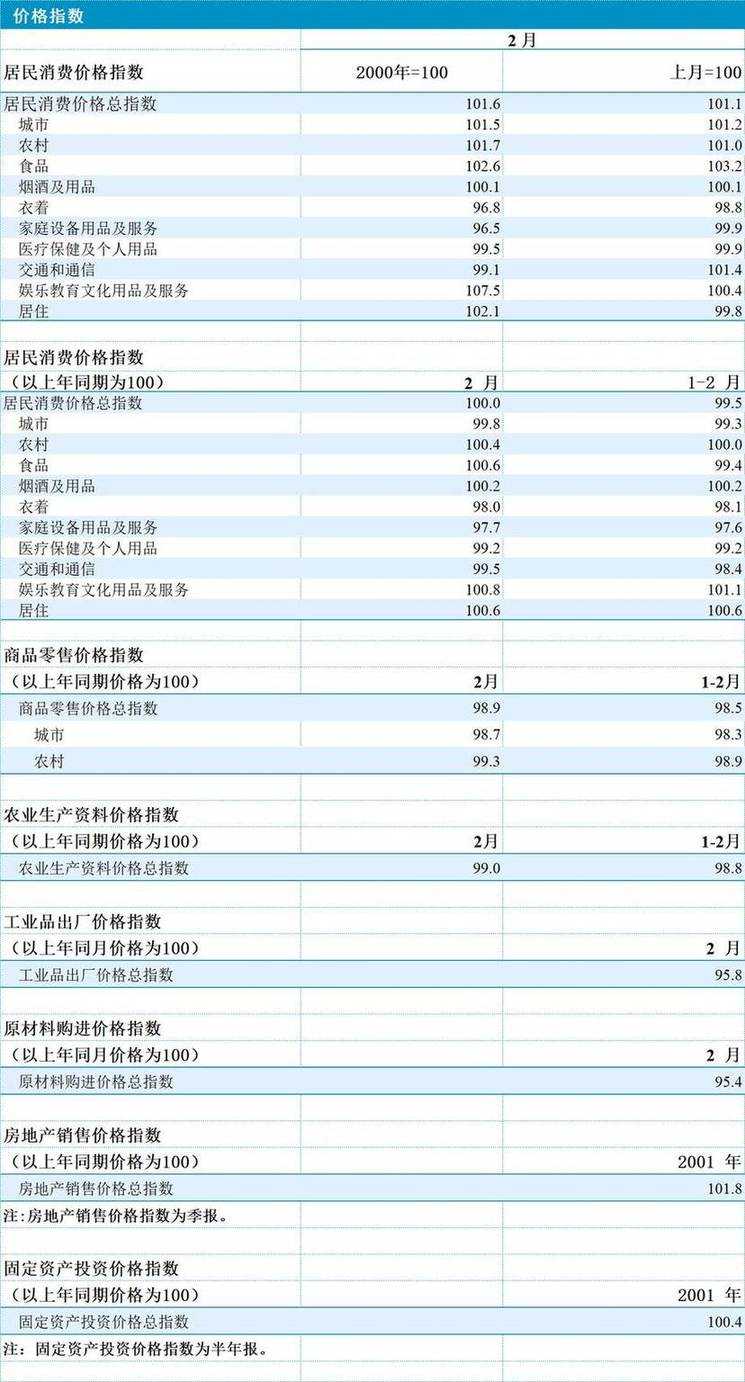 价格指数
2 月
居民消费价格指数 2000年=100 上月=100
居民消费价格总指数 101.6 101.1
城市 101.5 101.2
农村 101.7 101.0
食品 102.6 103.2
烟酒及用品 100.1 100.1
衣着 96.8 98.8
家庭设备用品及服务 96.5 99.9
医疗保健及个人用品 99.5 99.9
交通和通信 99.1 101.4
娱乐教育文化用品及服务 107.5 100.4
居住 102.1 99.8
居民消费价格指数
（以上年同期为100） 2 月 1-2 月
居民消费价格总指数 100.0 99.5
城市 99.8 99.3
农村 100.4 100.0
食品 100.6 99.4
烟酒及用品 100.2 100.2
衣着 98.0 98.1
家庭设备用品及服务 97.7 97.6
医疗保健及个人用品 99.2 99.2
交通和通信 99.5 98.4
娱乐教育文化用品及服务 100.8 101.1
居住 100.6 100.6
商品零售价格指数
（以上年同期价格为100） 2月 1-2月
商品零售价格总指数 98.9 98.5
城市 98.7 98.3
农村 99.3 98.9
农业生产资料价格指数
（以上年同期价格为100） 2月 1-2月
农业生产资料价格总指数 99.0 98.8
工业品出厂价格指数
（以上年同月价格为100） 2 月
工业品出厂价格总指数 95.8
原材料购进价格指数
（以上年同月价格为100） 2 月
原材料购进价格总指数 95.4
房地产销售价格指数
（以上年同期价格为100） 2001 年
房地产销售价格总指数 101.8
注:房地产销售价格指数为季报。
固定资产投资价格指数
（以上年同期价格为100） 2001 年
固定资产投资价格总指数 100.4
注：固定资产投资价格指数为半年报。